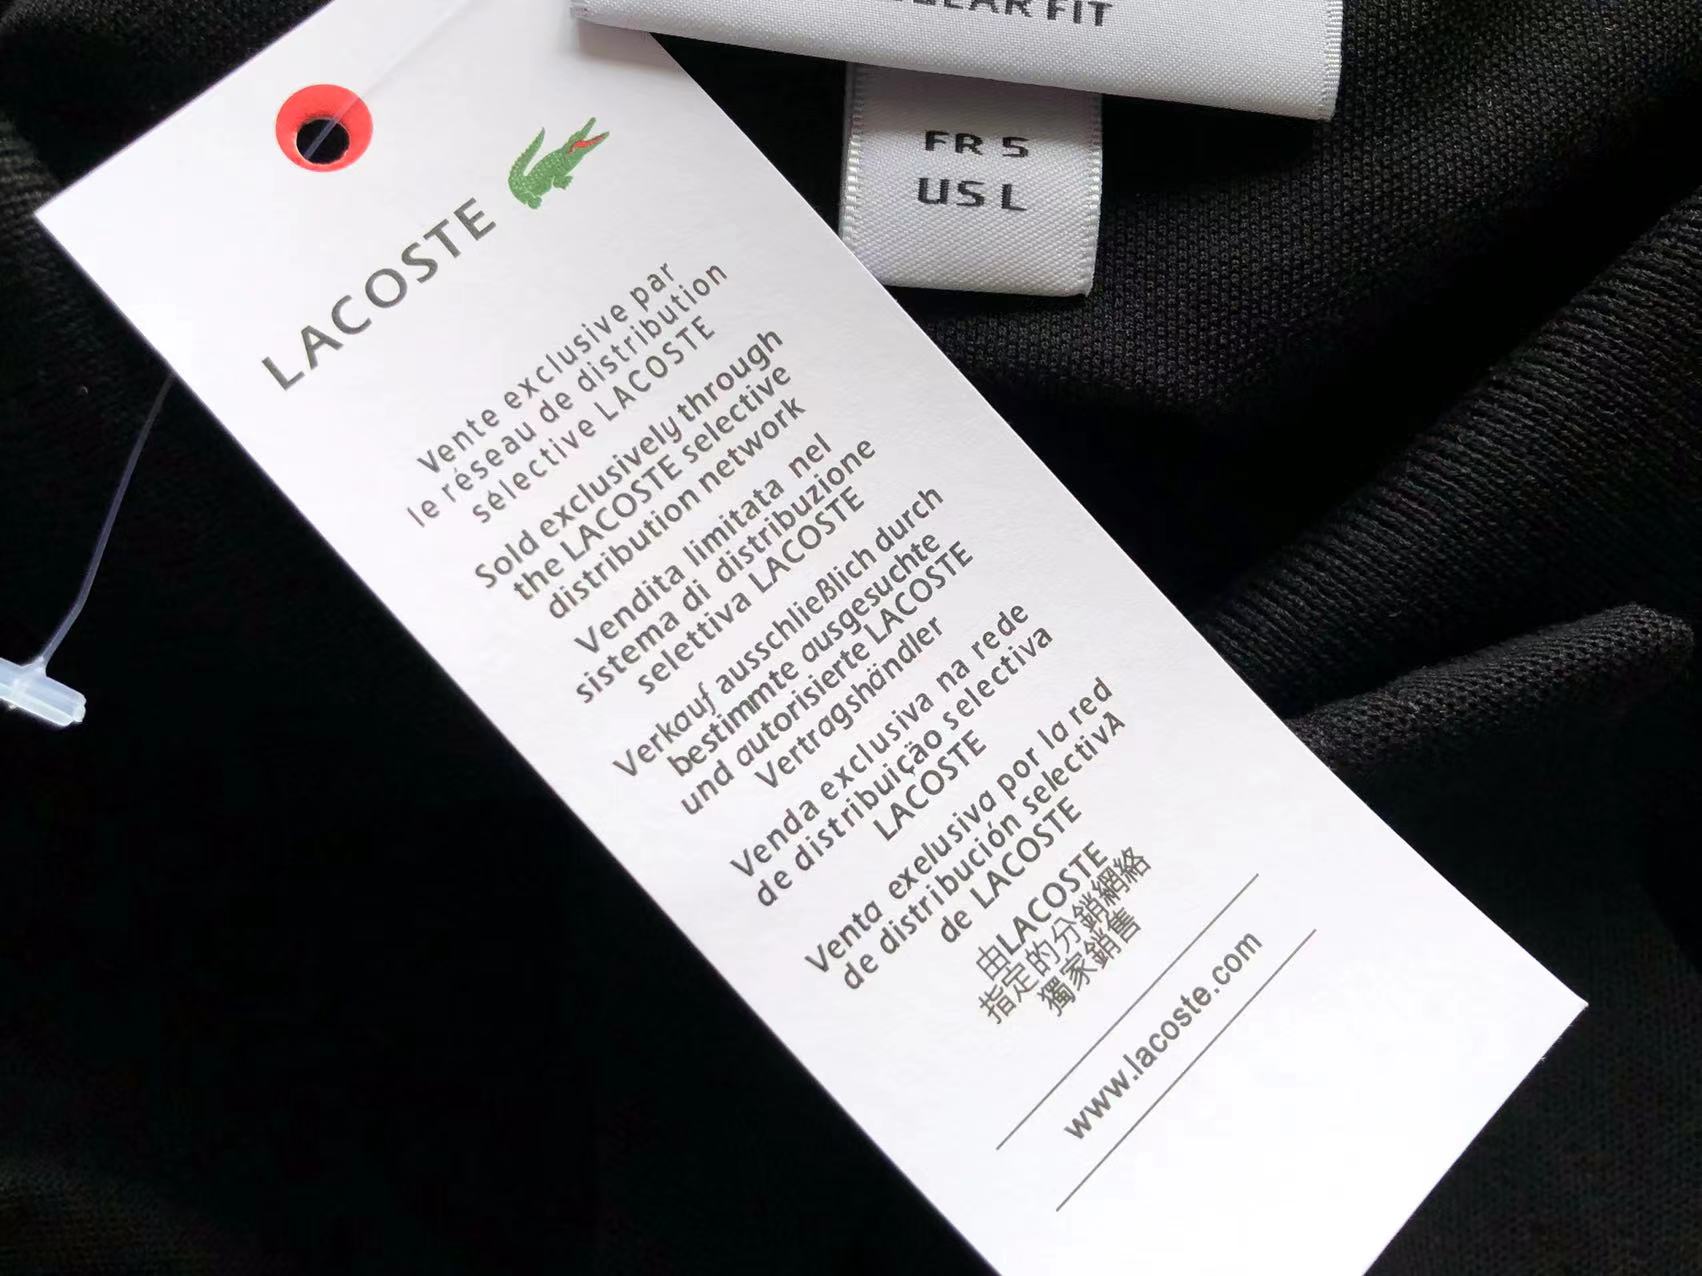 FIT
FR 5
US L
LACOSTE
Vente exclusive par
le réseau de distribution
sélective LACOSTE
Sold exclusively through
the LACOSTE selective
distribution network
Vendita limitata nel
sistema di distribuzione
selettiva LACOSTE
Verkauf ausschließlich durch
bestimmte ausgesuchte
und autorisierte LACOSTE
Vertragshändler
Venda exclusiva na rede
de distribuição selectiva
LACOSTE
Venta exelusiva por la red
de distribución selectivA
de LACOSTE
由LACOSTE
指定的分銷網絡
獨家銷售
www.lacoste.com